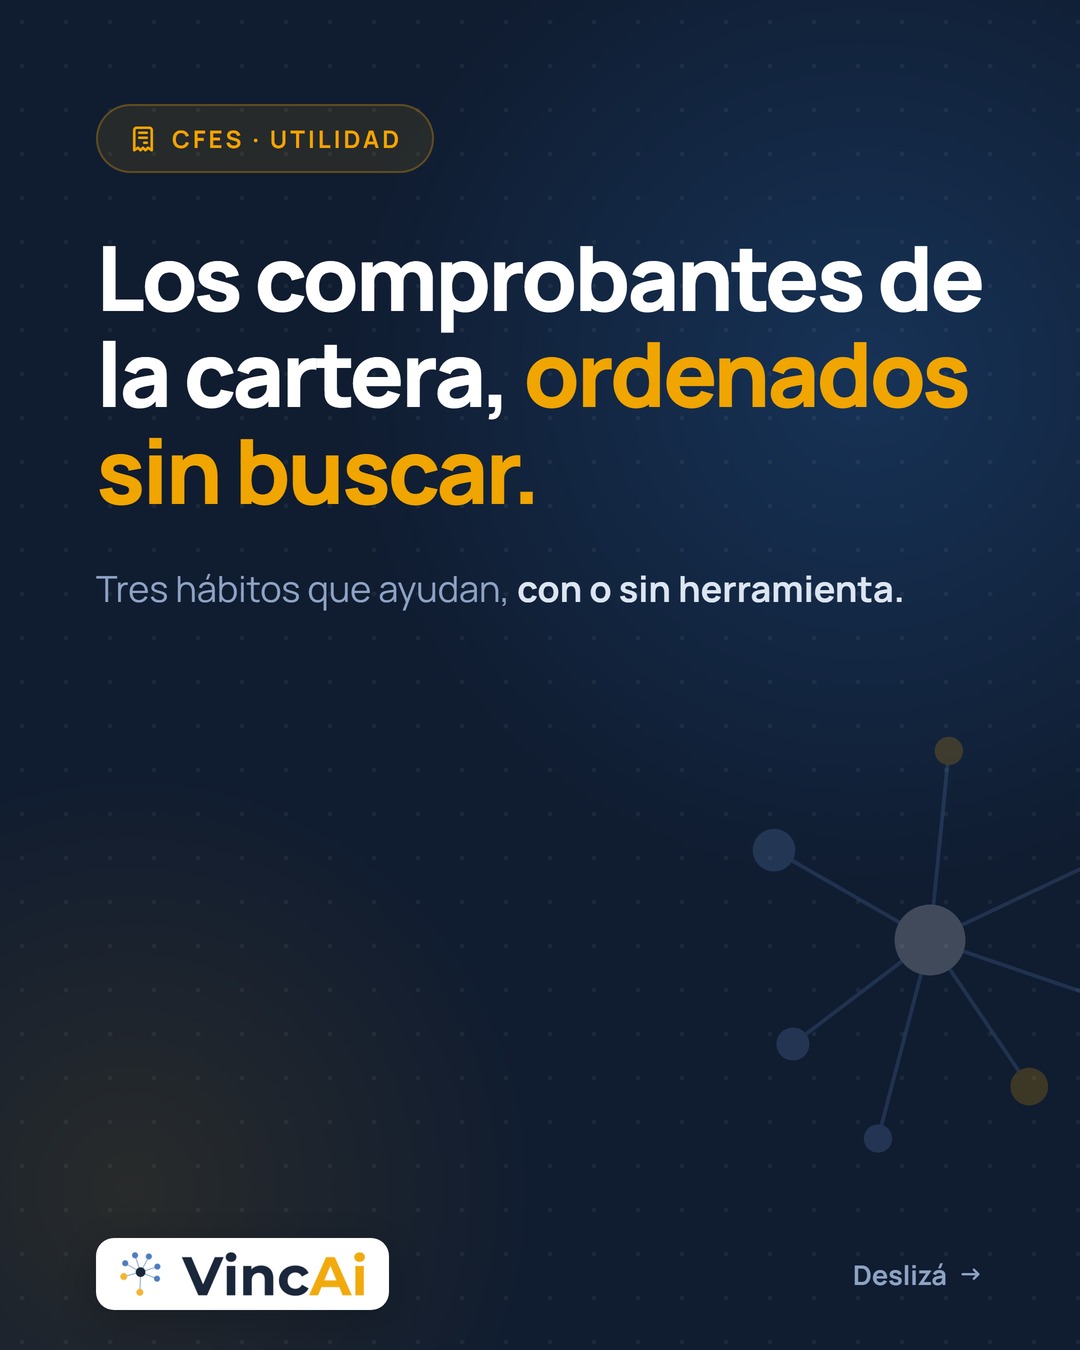 CFES · UTILIDAD
Los comprobantes de
la cartera, ordenados
sin buscar.
Tres hábitos que ayudan, con o sin herramienta.
VincAi
Deslizá →